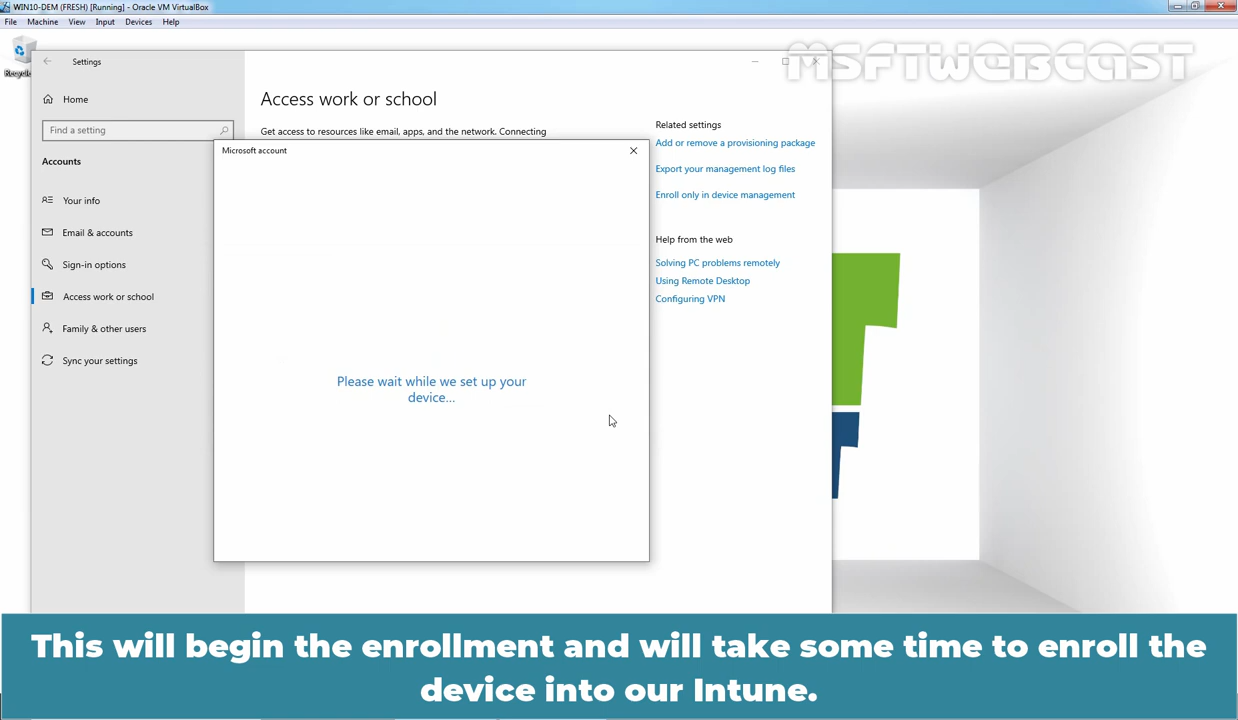 WIN10-DEM (FRESH) [Running] - Oracle VM VirtualBox
File Machine View Input Devices Help
MSFTWEBCAST
Settings
Home
Access work or school
Find a setting
Get access to resources like email, apps, and the network. Connecting
Related settings
Add or remove a provisioning package
Microsoft account
Accounts
Export your management log files
Enroll only in device management
Your info
Email & accounts
Help from the web
Sign-in options
Solving PC problems remotely
Using Remote Desktop
Access work or school
Configuring VPN
Family & other users
Sync your settings
Please wait while we set up your
device...
This will begin the enrollment and will take some time to enroll the
device into our Intune.